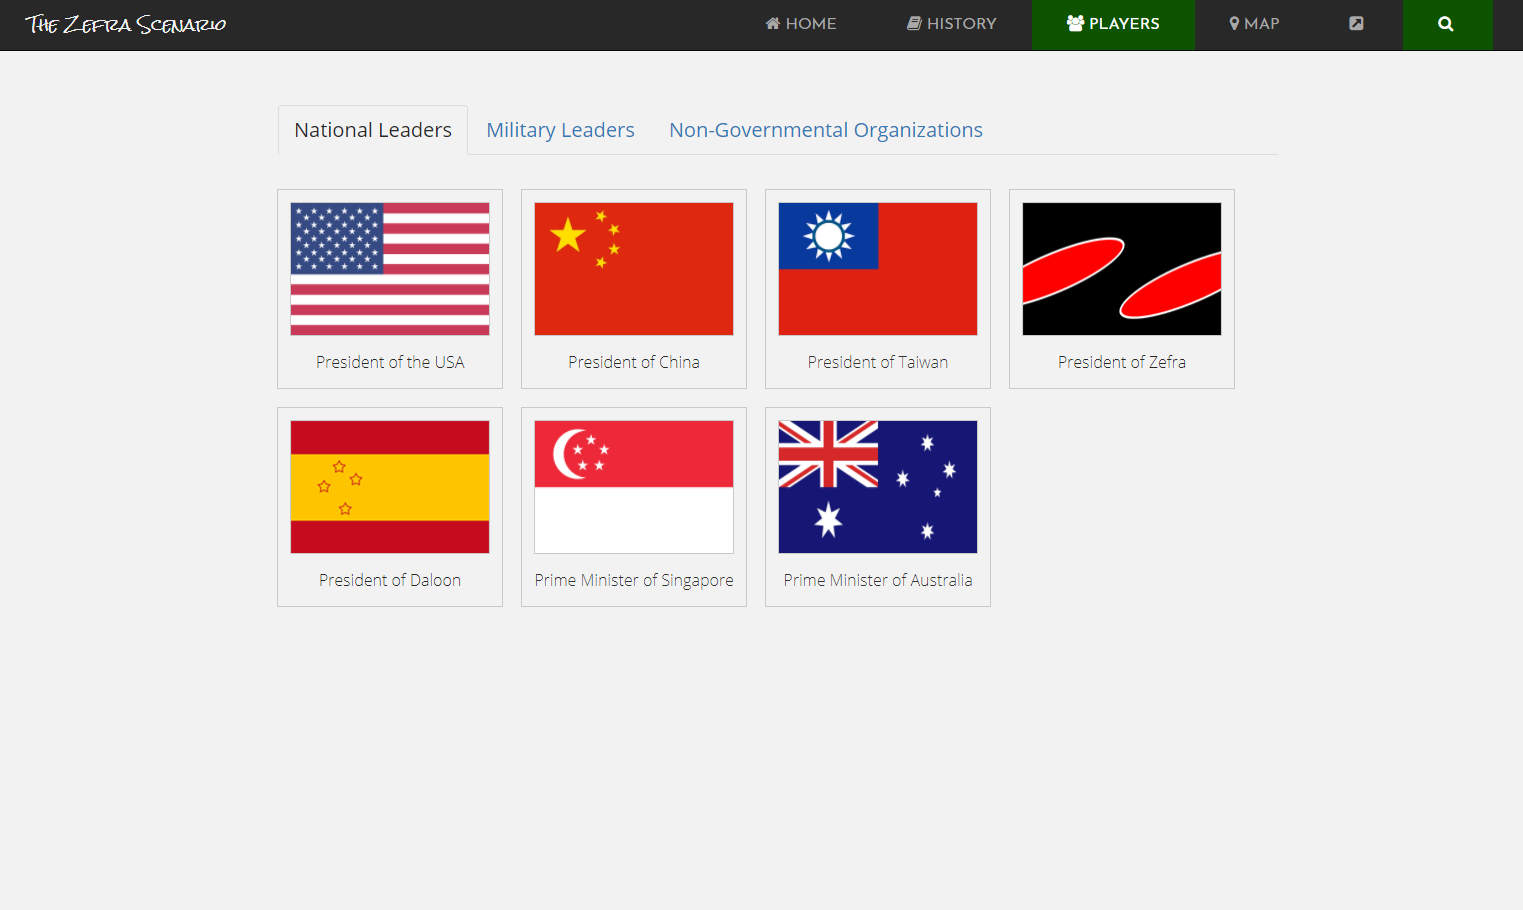 The Zefra Scenario
HOME
HISTORY
PLAYERS
MAP
National Leaders
Military Leaders
Non-Governmental Organizations
President of the USA
President of China
President of Taiwan
President of Zefra
President of Daloon
Prime Minister of Singapore
Prime Minister of Australia